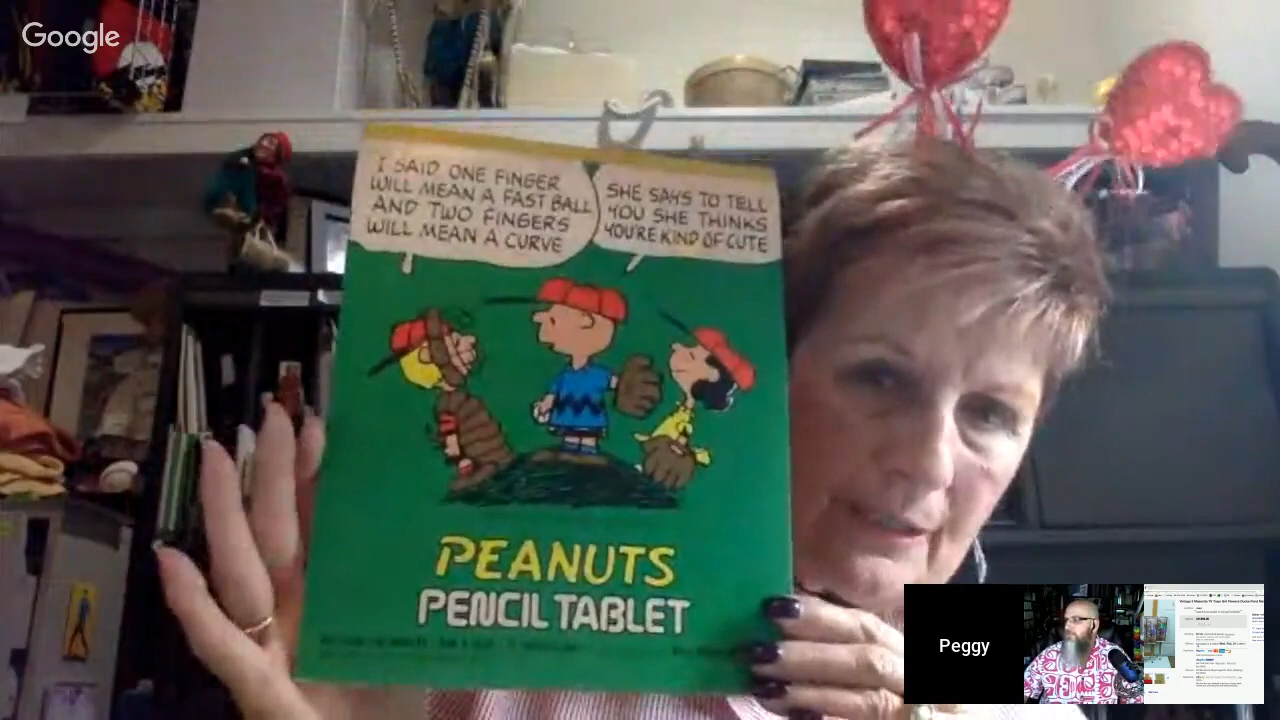 Google
I SAID ONE FINGER
WILL MEAN A FAST BALL
AND TWO FINGERS
WILL MEAN A CURVE
SHE SAYS TO TELL
YOU SHE THINKS
YOU'RE KIND OF CUTE
PEANUTS
PENCIL TABLET
Peggy